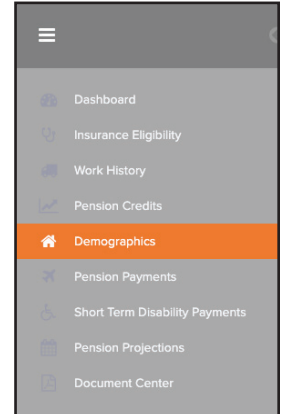 Dashboard
Insurance Eligibility
Work History
Pension Credits
Demographics
Pension Payments
Short Term Disability Payments
Pension Projections
Document Center